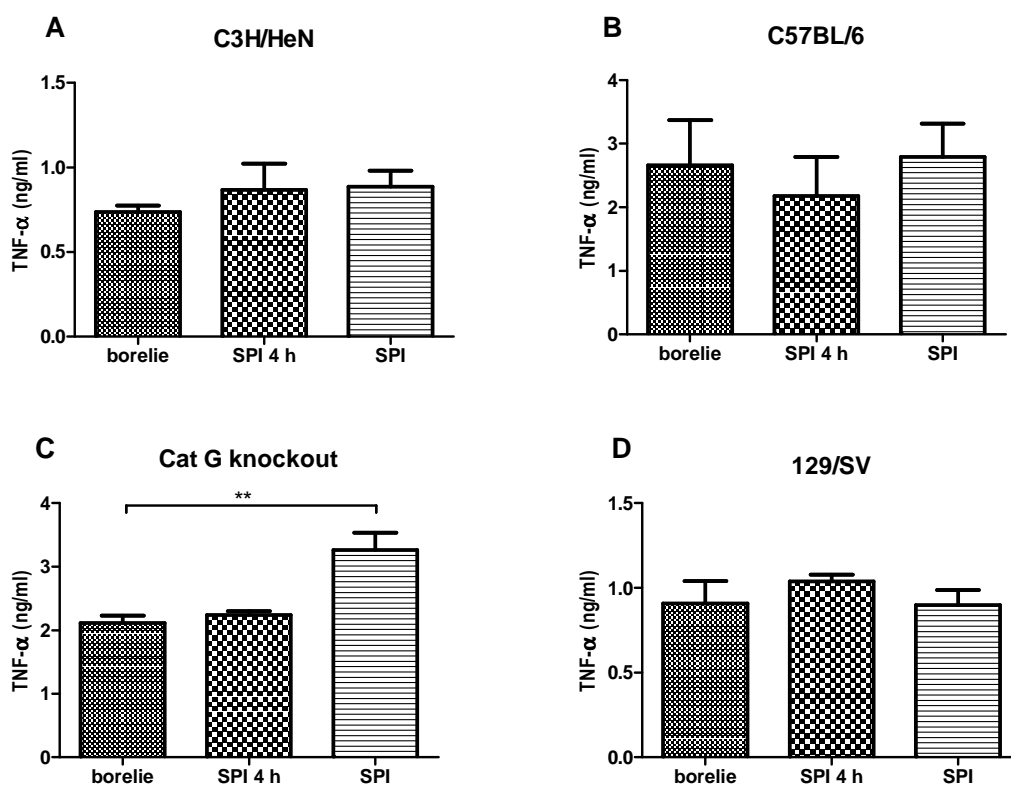 A
C3H/HeN
TNF-α (ng/ml)
1.5
1.0
0.5
0.0
borelie SPI 4 h SPI
B
C57BL/6
TNF-α (ng/ml)
4
3
2
1
0
borelie SPI 4 h SPI
C
Cat G knockout
**
TNF-α (ng/ml)
4
3
2
1
0
borelie SPI 4 h SPI
D
129/SV
TNF-α (ng/ml)
1.5
1.0
0.5
0.0
borelie SPI 4 h SPI